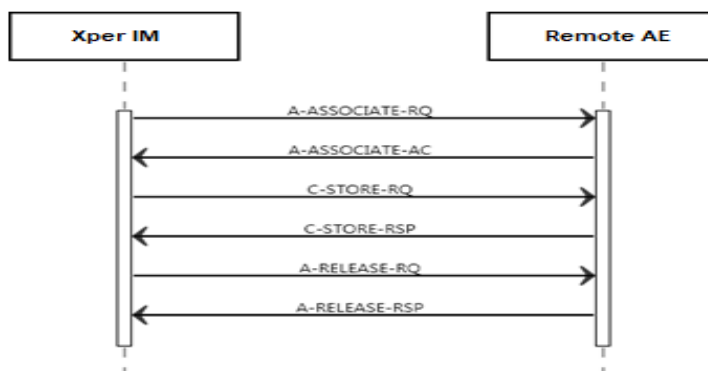 Xper IM
Remote AE
A-ASSOCIATE-RQ
A-ASSOCIATE-AC
C-STORE-RQ
C-STORE-RSP
A-RELEASE-RQ
A-RELEASE-RSP